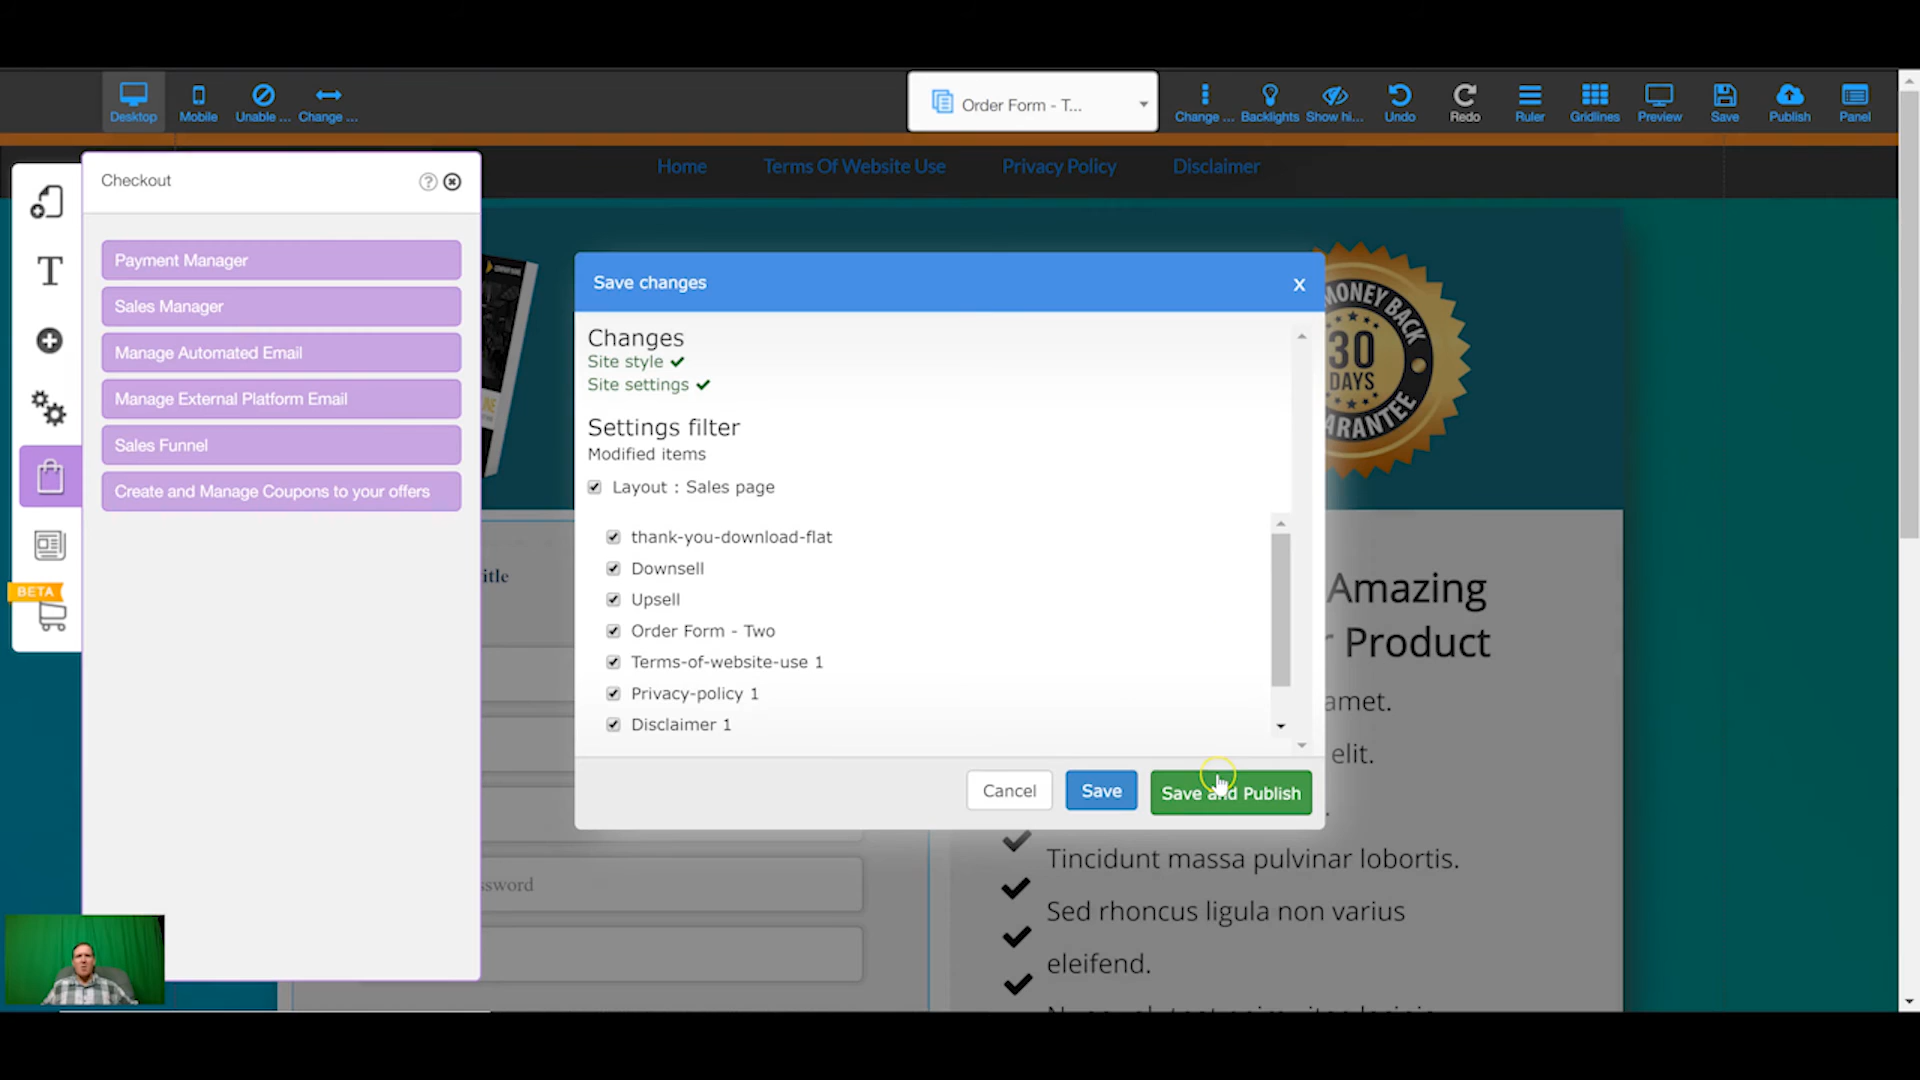 Desktop
Mobile
Unable ...
Change ...
Order Form - T...
Change ...
Backlights
Show hi...
Undo
Redo
Ruler
Gridlines
Preview
Save
Publish
Panel
Home
Terms Of Website Use
Privacy Policy
Disclaimer
Checkout
?
Payment Manager
Sales Manager
Manage Automated Email
Manage External Platform Email
Sales Funnel
Create and Manage Coupons to your offers
T
BETA
Save changes
x
Changes
Site style
Site settings
Settings filter
Modified items
Layout : Sales page
thank-you-download-flat
Downsell
Upsell
Order Form - Two
Terms-of-website-use 1
Privacy-policy 1
Disclaimer 1
Cancel
Save
Save and Publish
MONEY BACK
30
DAYS
ARANTEE
itle
Amazing
r Product
amet.
elit.
Tincidunt massa pulvinar lobortis.
Sed rhoncus ligula non varius
eleifend.
ssword